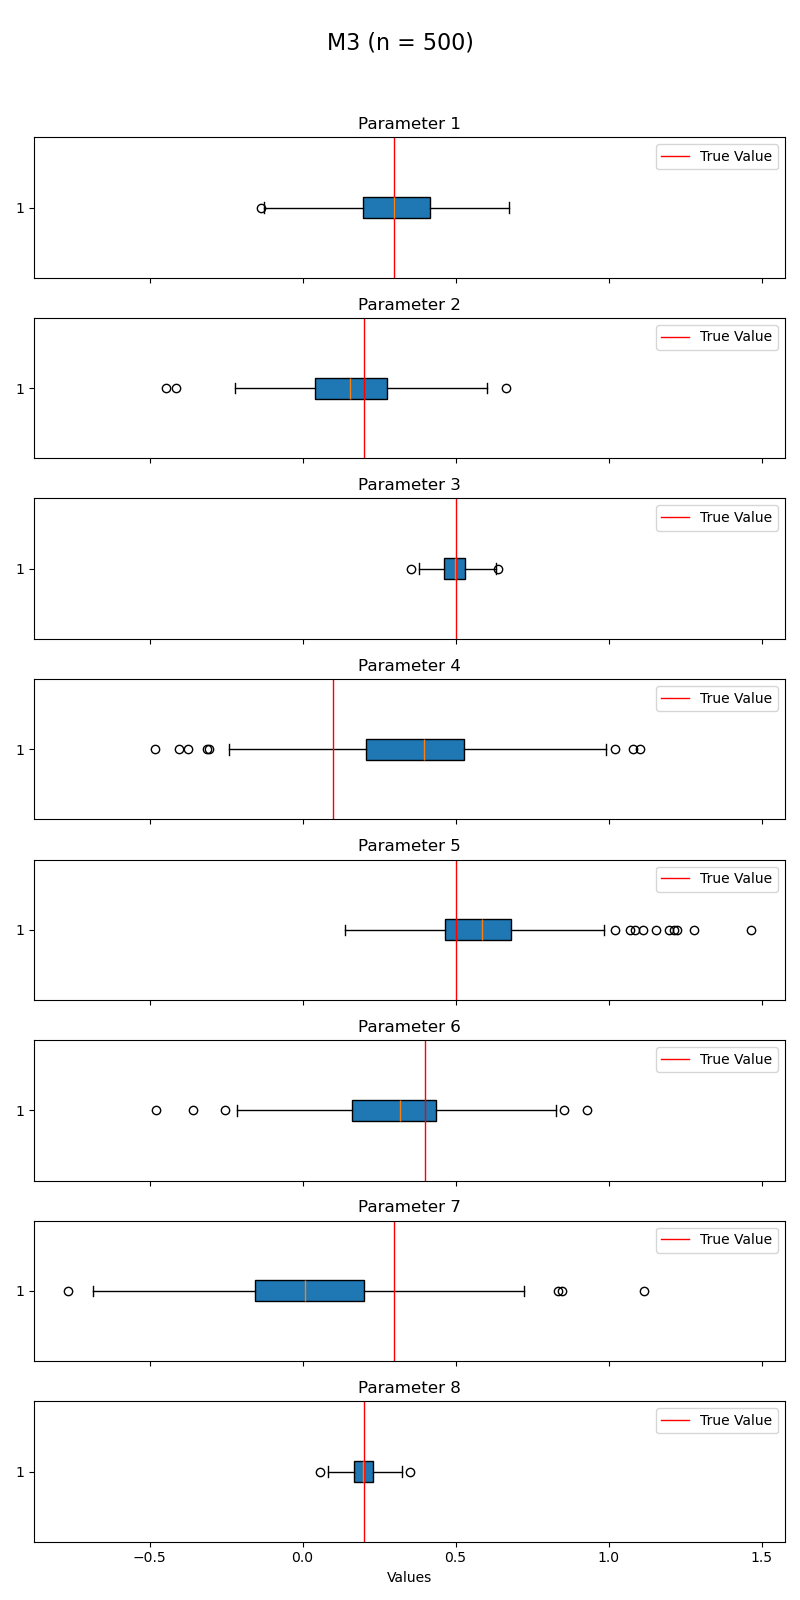 M3 (n = 500)
Parameter 1
True Value
1
Parameter 2
True Value
1
Parameter 3
True Value
1
Parameter 4
True Value
1
Parameter 5
True Value
1
Parameter 6
True Value
1
Parameter 7
True Value
1
Parameter 8
True Value
1
−0.5 0.0 0.5 1.0 1.5
Values